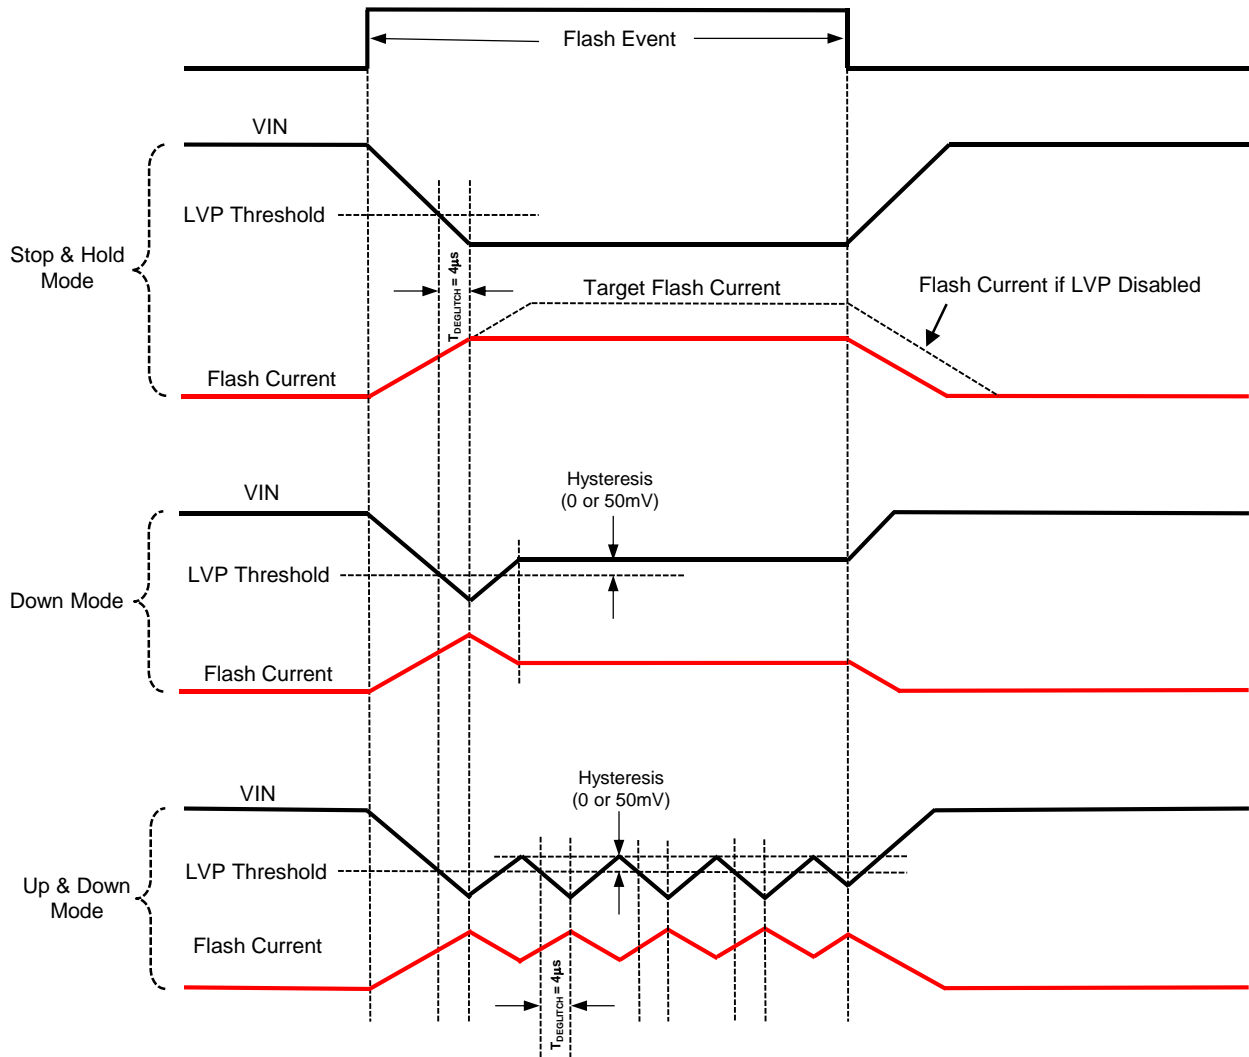 Flash Event
VIN
LVP Threshold
Stop & Hold
Mode
T_DEGLITCH = 4µs
Target Flash Current
Flash Current if LVP Disabled
Flash Current
Hysteresis
(0 or 50mV)
VIN
LVP Threshold
Down Mode
Flash Current
Hysteresis
(0 or 50mV)
VIN
LVP Threshold
Up & Down
Mode
Flash Current
T_DEGLITCH = 4µs